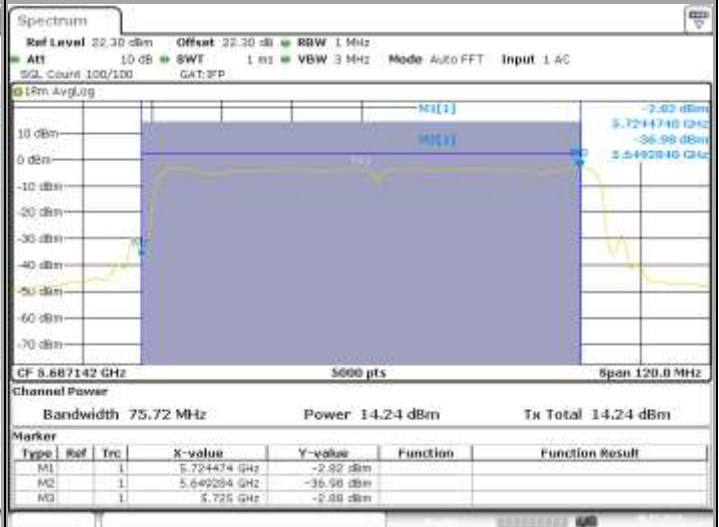 Spectrum
Ref Level 22.30 dBm Offset 22.30 dB RBW 1 MHz
Att 10 dB SWT 1 ms VBW 3 MHz Mode Auto FFT Input 1 AC
SGL Count 100/100 GAT:IFP
1Rm AvgLog
M1[1] -2.82 dBm
5.7244740 GHz
M2[1] -36.98 dBm
5.6492840 GHz
10 dBm
0 dBm
-10 dBm
-20 dBm
-30 dBm
-40 dBm
-50 dBm
-60 dBm
-70 dBm
CF 5.687142 GHz 5000 pts Span 120.0 MHz
Channel Power
Bandwidth 75.72 MHz Power 14.24 dBm Tx Total 14.24 dBm
Marker
Type Ref Trc X-value Y-value Function Function Result
M1 1 5.724474 GHz -2.82 dBm
M2 1 5.649284 GHz -36.98 dBm
M3 1 5.725 GHz -2.88 dBm